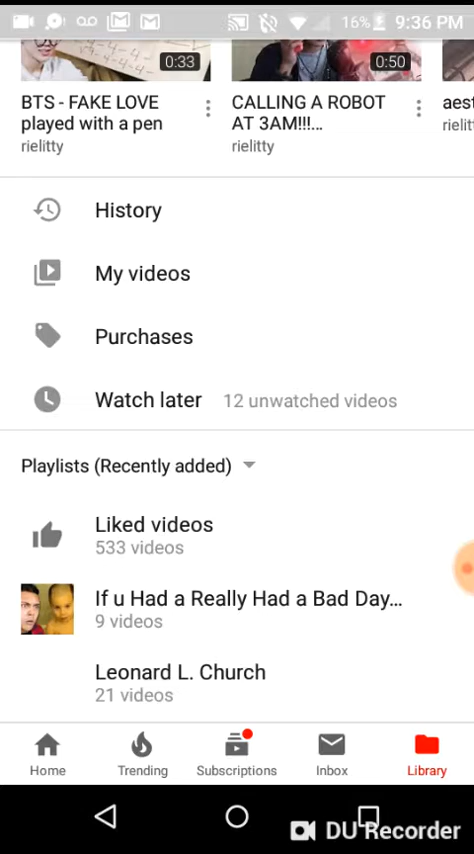 16% 9:36 PM
0:33
0:50
BTS - FAKE LOVE
played with a pen
rielitty
CALLING A ROBOT
AT 3AM!!!...
rielitty
aest
rielit
History
My videos
Purchases
Watch later 12 unwatched videos
Playlists (Recently added)
Liked videos
533 videos
If u Had a Really Had a Bad Day...
9 videos
Leonard L. Church
21 videos
Home Trending Subscriptions Inbox Library
DU Recorder